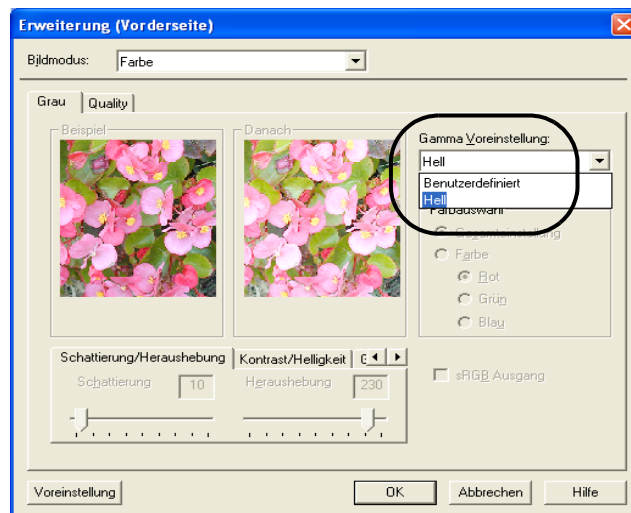 Erweiterung (Vorderseite)
Bildmodus: Farbe
Grau Quality
Beispiel Danach
Gamma Voreinstellung:
Hell
Benutzerdefiniert
Hell
Farbauswahl
Gesamteinstellung
Farbe
Rot
Grün
Blau
Schattierung/Heraushebung Kontrast/Helligkeit
Schattierung 10 Heraushebung 230
sRGB Ausgang
Voreinstellung OK Abbrechen Hilfe